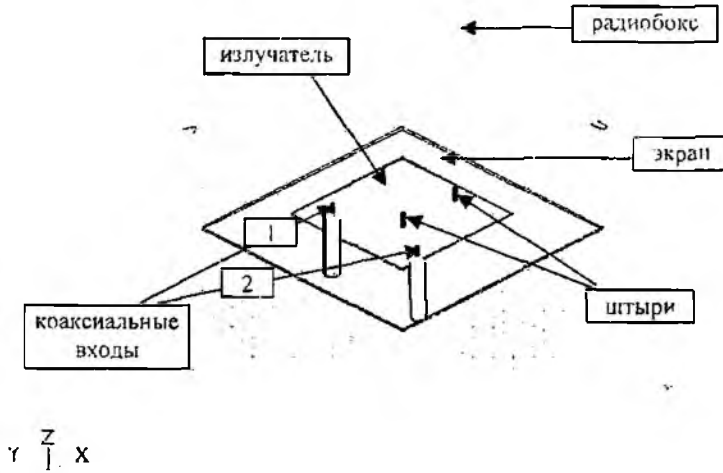 радиобокс
излучатель
экран
1
2
коаксиальные
входы
штыри
Z
Y X